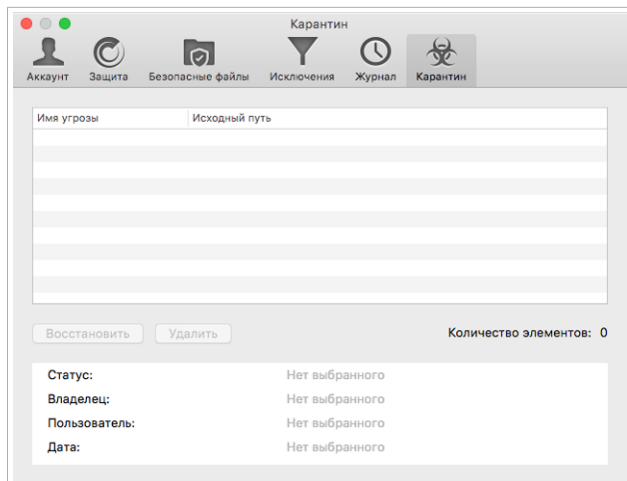 Карантин
Аккаунт Защита Безопасные файлы Исключения Журнал Карантин
Имя угрозы Исходный путь
Восстановить Удалить Количество элементов: 0
Статус: Нет выбранного
Владелец: Нет выбранного
Пользователь: Нет выбранного
Дата: Нет выбранного